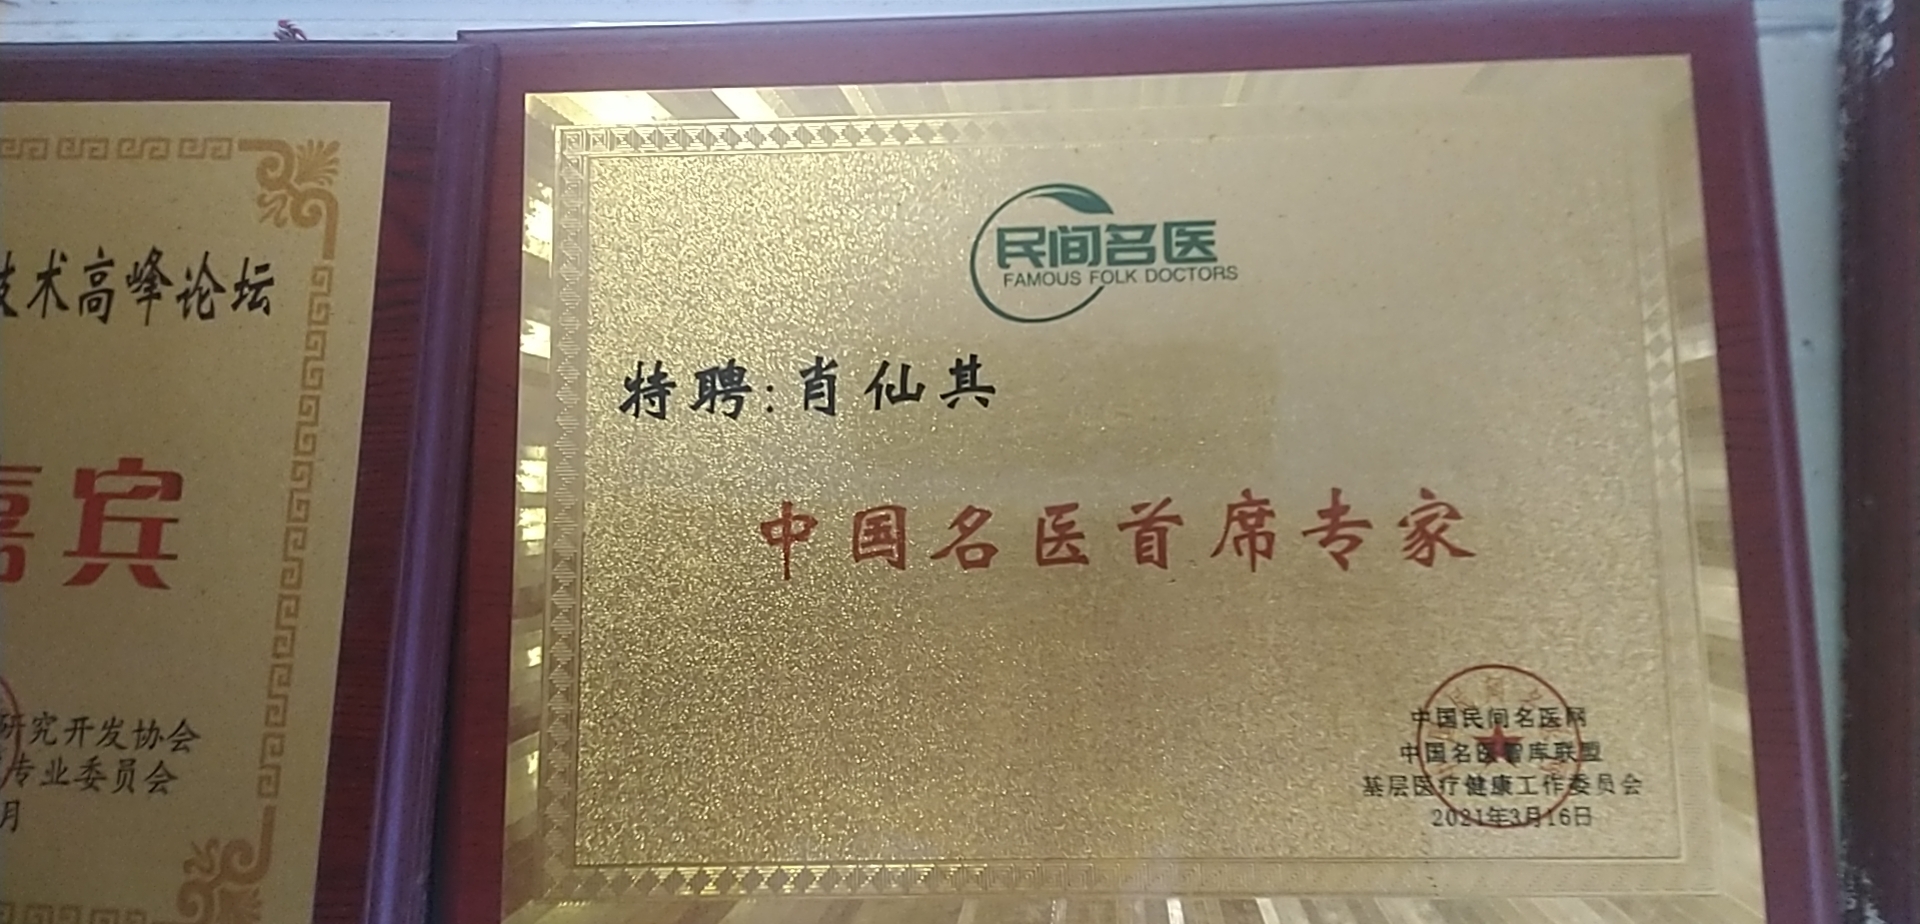 术高峰论坛
宾
研究开发协会
专业委员会
月
民间名医
FAMOUS FOLK DOCTORS
特聘:肖仙其
中国名医首席专家
中国民间名医网
中国名医智库联盟
基层医疗健康工作委员会
2021年3月16日